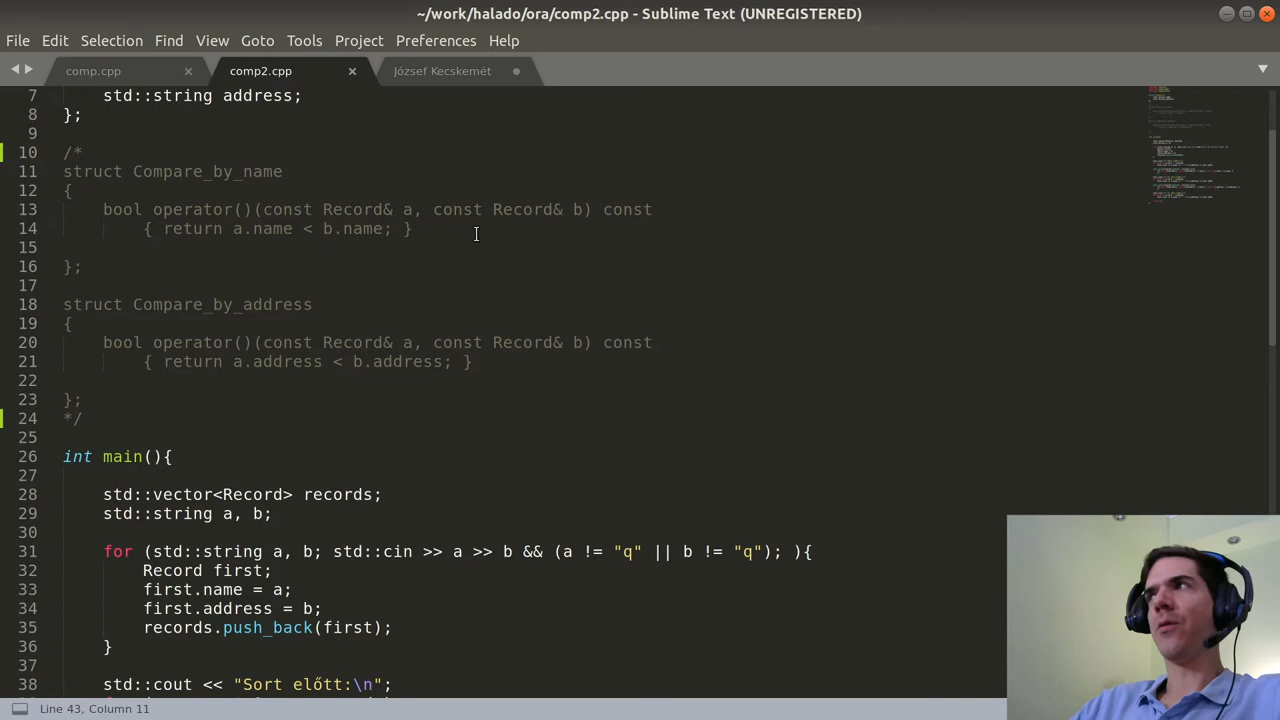 ~/work/halado/ora/comp2.cpp - Sublime Text (UNREGISTERED)
File Edit Selection Find View Goto Tools Project Preferences Help
comp.cpp comp2.cpp József Kecskemét
7 std::string address;
8 };
9
10 /*
11 struct Compare_by_name
12 {
13 bool operator()(const Record& a, const Record& b) const
14 { return a.name < b.name; }
15
16 };
17
18 struct Compare_by_address
19 {
20 bool operator()(const Record& a, const Record& b) const
21 { return a.address < b.address; }
22
23 };
24 */
25
26 int main(){
27
28 std::vector<Record> records;
29 std::string a, b;
30
31 for (std::string a, b; std::cin >> a >> b && (a != "q" || b != "q"); ){
32 Record first;
33 first.name = a;
34 first.address = b;
35 records.push_back(first);
36 }
37
38 std::cout << "Sort előtt:\n";
Line 43, Column 11